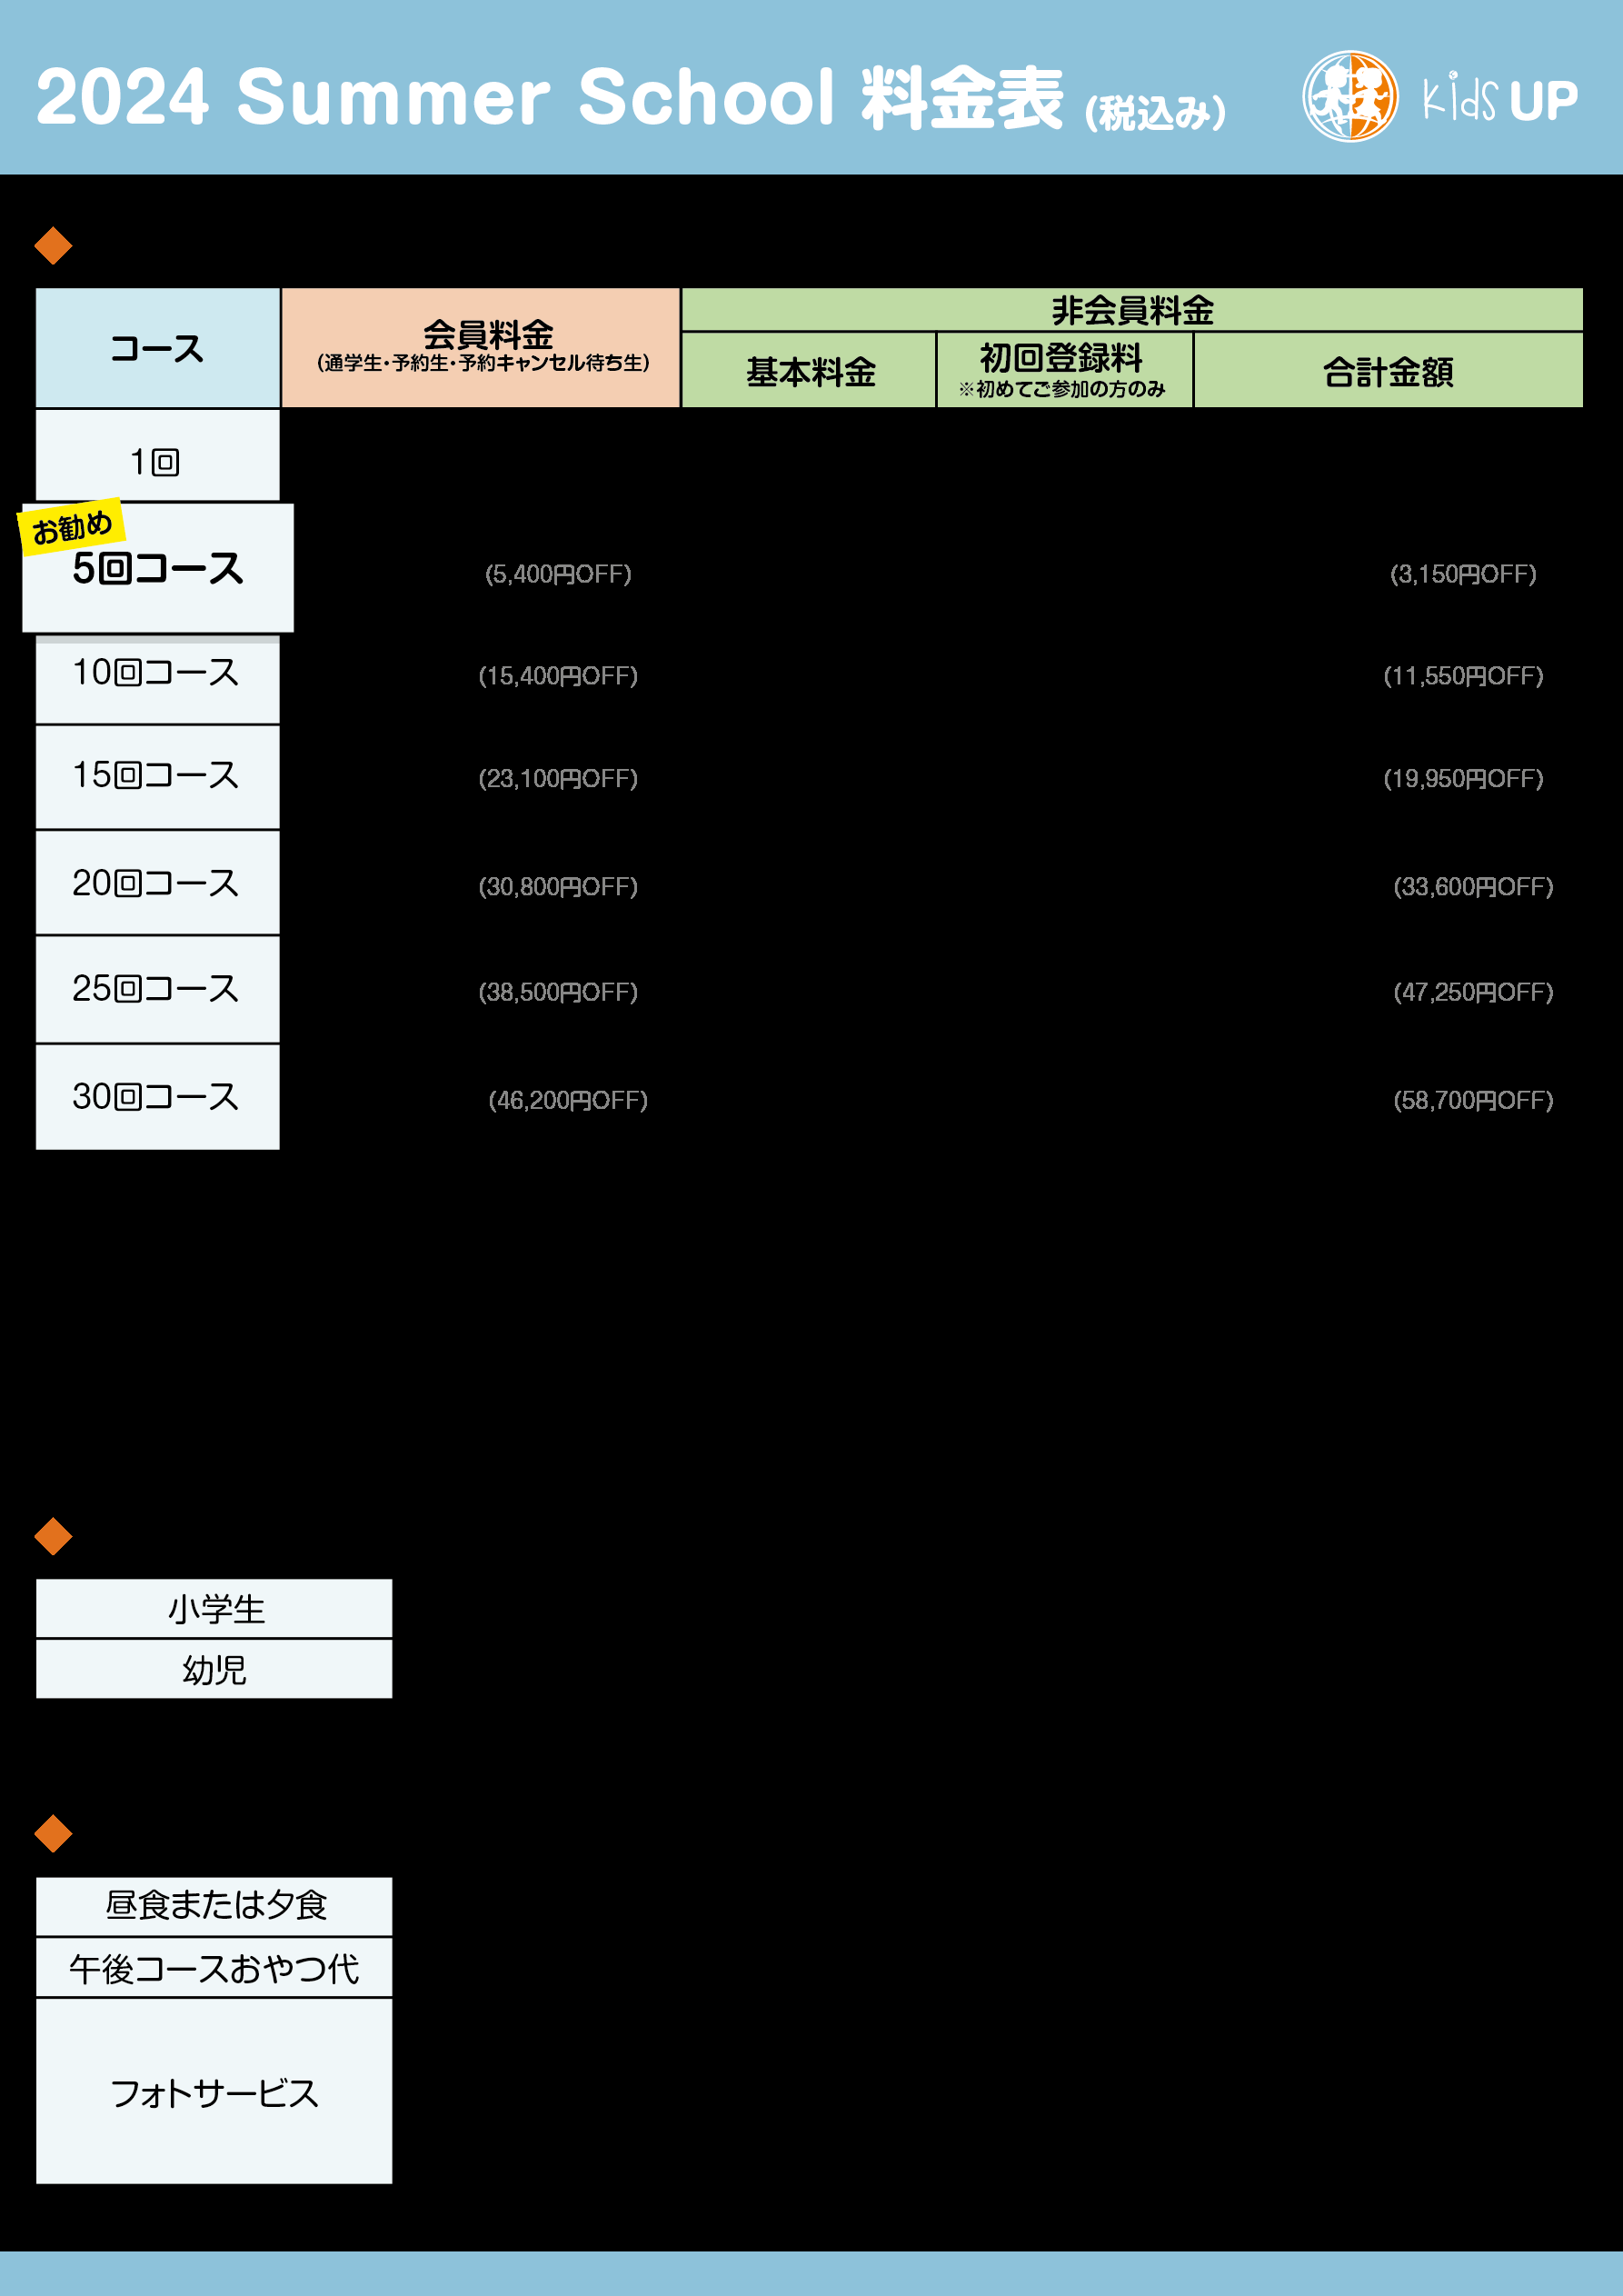 2024 Summer School 料金表 (税込み)
kids UP
コース
会員料金
(通学生・予約生・予約キャンセル待ち生)
非会員料金
基本料金
初回登録料
※初めてご参加の方のみ
合計金額
1回
お勧め
5回コース
(5,400円OFF)
(3,150円OFF)
10回コース
(15,400円OFF)
(11,550円OFF)
15回コース
(23,100円OFF)
(19,950円OFF)
20回コース
(30,800円OFF)
(33,600円OFF)
25回コース
(38,500円OFF)
(47,250円OFF)
30回コース
(46,200円OFF)
(58,700円OFF)
小学生
幼児
昼食または夕食
午後コースおやつ代
フォトサービス